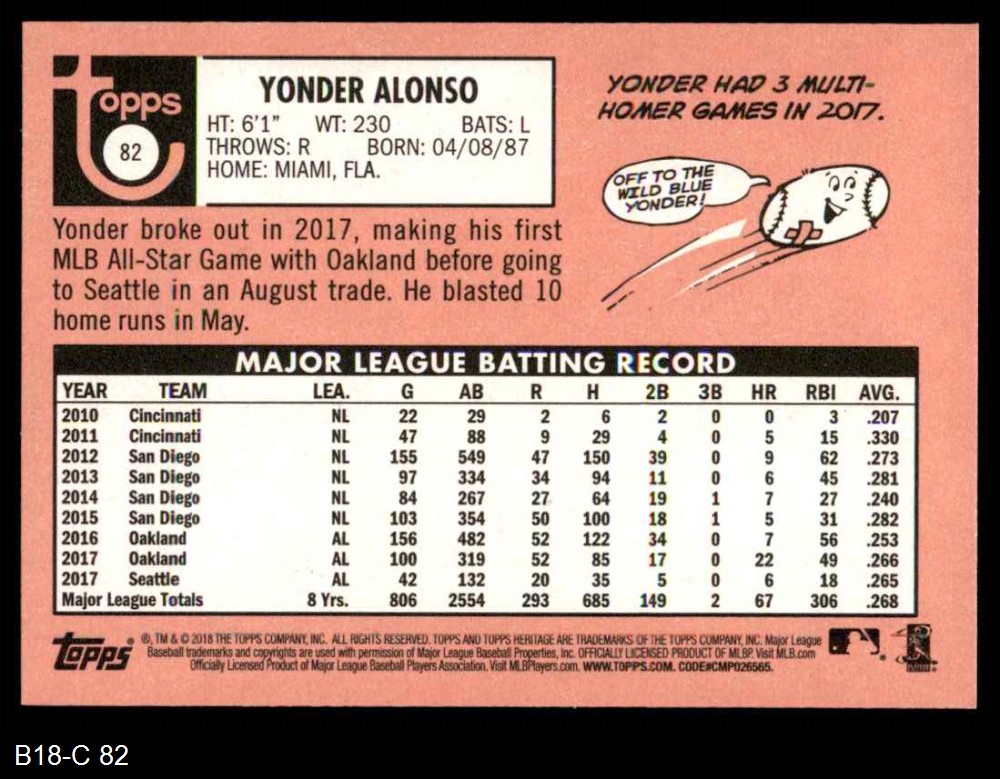 topps
82
YONDER ALONSO
HT: 6'1" WT: 230 BATS: L
THROWS: R BORN: 04/08/87
HOME: MIAMI, FLA.
YONDER HAD 3 MULTI-
HOMER GAMES IN 2017.
OFF TO THE
WILD BLUE
YONDER!
Yonder broke out in 2017, making his first
MLB All-Star Game with Oakland before going
to Seattle in an August trade. He blasted 10
home runs in May.
MAJOR LEAGUE BATTING RECORD
YEAR TEAM LEA. G AB R H 2B 3B HR RBI AVG.
2010 Cincinnati NL 22 29 2 6 2 0 0 3 .207
2011 Cincinnati NL 47 88 9 29 4 0 5 15 .330
2012 San Diego NL 155 549 47 150 39 0 9 62 .273
2013 San Diego NL 97 334 34 94 11 0 6 45 .281
2014 San Diego NL 84 267 27 64 19 1 7 27 .240
2015 San Diego NL 103 354 50 100 18 1 5 31 .282
2016 Oakland AL 156 482 52 122 34 0 7 56 .253
2017 Oakland AL 100 319 52 85 17 0 22 49 .266
2017 Seattle AL 42 132 20 35 5 0 6 18 .265
Major League Totals 8 Yrs. 806 2554 293 685 149 2 67 306 .268
Topps ®, TM & © 2018 THE TOPPS COMPANY, INC. ALL RIGHTS RESERVED. TOPPS AND TOPPS HERITAGE ARE TRADEMARKS OF THE TOPPS COMPANY, INC. Major League
Baseball trademarks and copyrights are used with permission of Major League Baseball Properties, Inc. OFFICIALLY LICENSED PRODUCT OF MLBP. Visit MLB.com
Officially Licensed Product of Major League Baseball Players Association. Visit MLBPlayers.com. WWW.TOPPS.COM. CODE#CMP026565.
B18-C 82